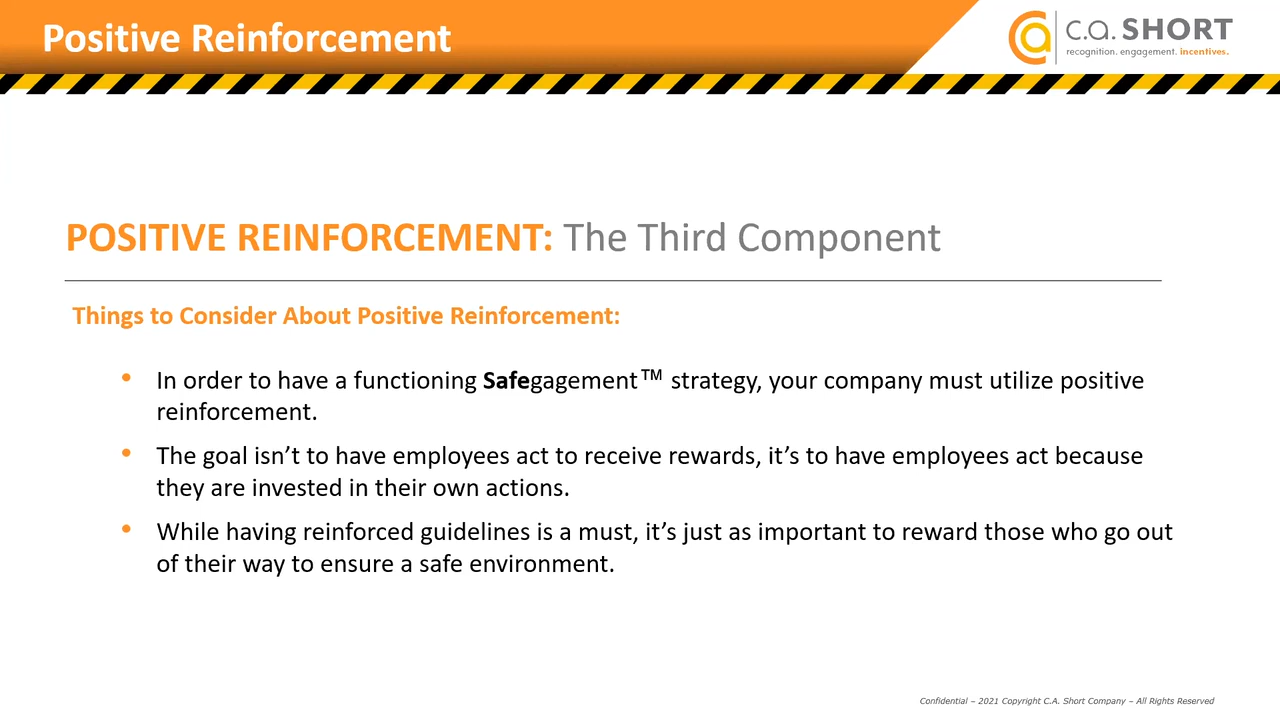 Positive Reinforcement
c.a. SHORT
recognition. engagement. incentives.
POSITIVE REINFORCEMENT: The Third Component
Things to Consider About Positive Reinforcement:
• In order to have a functioning Safegagement™ strategy, your company must utilize positive
reinforcement.
• The goal isn’t to have employees act to receive rewards, it’s to have employees act because
they are invested in their own actions.
• While having reinforced guidelines is a must, it’s just as important to reward those who go out
of their way to ensure a safe environment.
Confidential – 2021 Copyright C.A. Short Company – All Rights Reserved